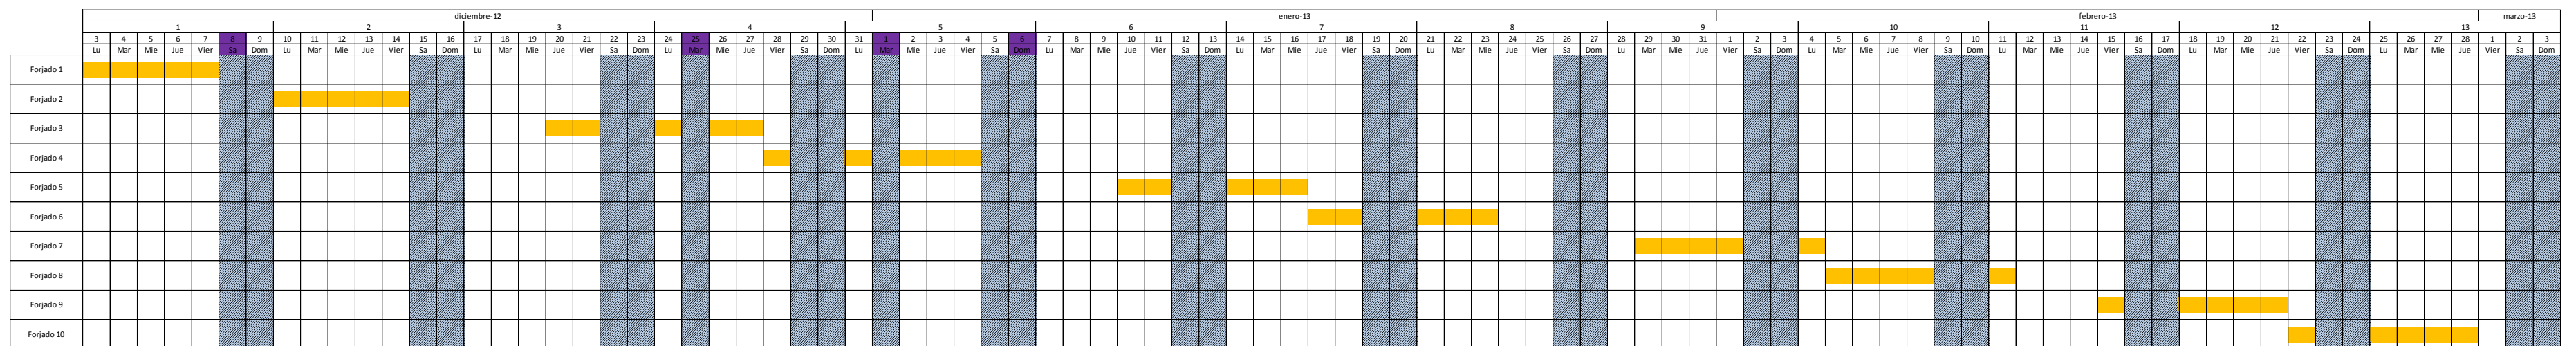 diciembre-12 enero-13 febrero-13 marzo-13
1 2 3 4 5 6 7 8 9 10 11 12 13
3 4 5 6 7 8 9 10 11 12 13 14 15 16 17 18 19 20 21 22 23 24 25 26 27 28 29 30 31 1 2 3 4 5 6 7 8 9 10 11 12 13 14 15 16 17 18 19 20 21 22 23 24 25 26 27 28 29 30 31 1 2 3 4 5 6 7 8 9 10 11 12 13 14 15 16 17 18 19 20 21 22 23 24 25 26 27 28 1 2 3
Lu Mar Mie Jue Vier Sa Dom Lu Mar Mie Jue Vier Sa Dom Lu Mar Mie Jue Vier Sa Dom Lu Mar Mie Jue Vier Sa Dom Lu Mar Mie Jue Vier Sa Dom Lu Mar Mie Jue Vier Sa Dom Lu Mar Mie Jue Vier Sa Dom Lu Mar Mie Jue Vier Sa Dom Lu Mar Mie Jue Vier Sa Dom Lu Mar Mie Jue Vier Sa Dom Lu Mar Mie Jue Vier Sa Dom Lu Mar Mie Jue Vier Sa Dom Lu Mar Mie Jue Vier Sa Dom
Forjado 1
Forjado 2
Forjado 3
Forjado 4
Forjado 5
Forjado 6
Forjado 7
Forjado 8
Forjado 9
Forjado 10